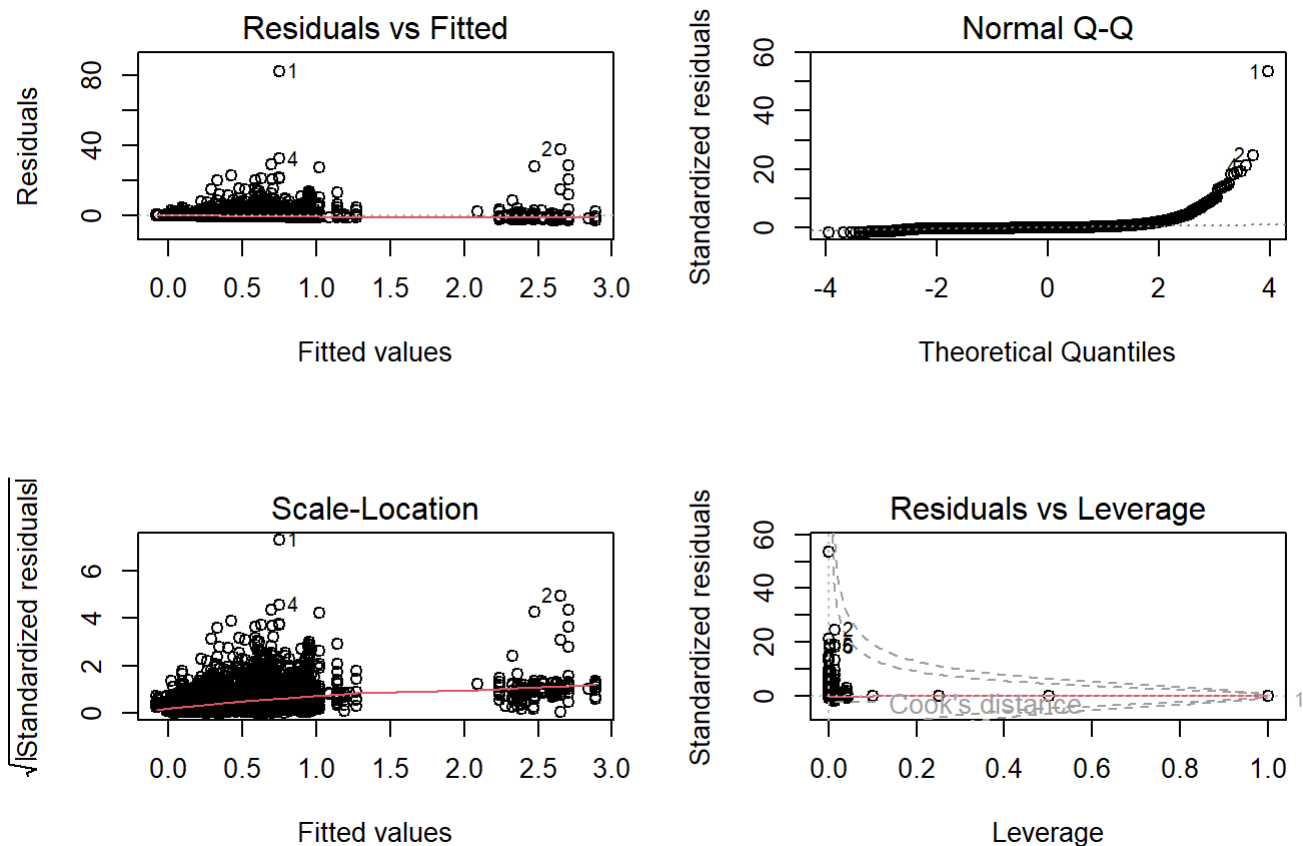 Residuals vs Fitted
Residuals
80
40
0
1
4
2
0.0 0.5 1.0 1.5 2.0 2.5 3.0
Fitted values
Normal Q-Q
Standardized residuals
60
40
20
0
1
2
-4 -2 0 2 4
Theoretical Quantiles
Scale-Location
√|Standardized residuals|
6
4
2
0
1
4
2
0.0 0.5 1.0 1.5 2.0 2.5 3.0
Fitted values
Residuals vs Leverage
Standardized residuals
60
40
20
0
2
Cook's distance
1
0.0 0.2 0.4 0.6 0.8 1.0
Leverage